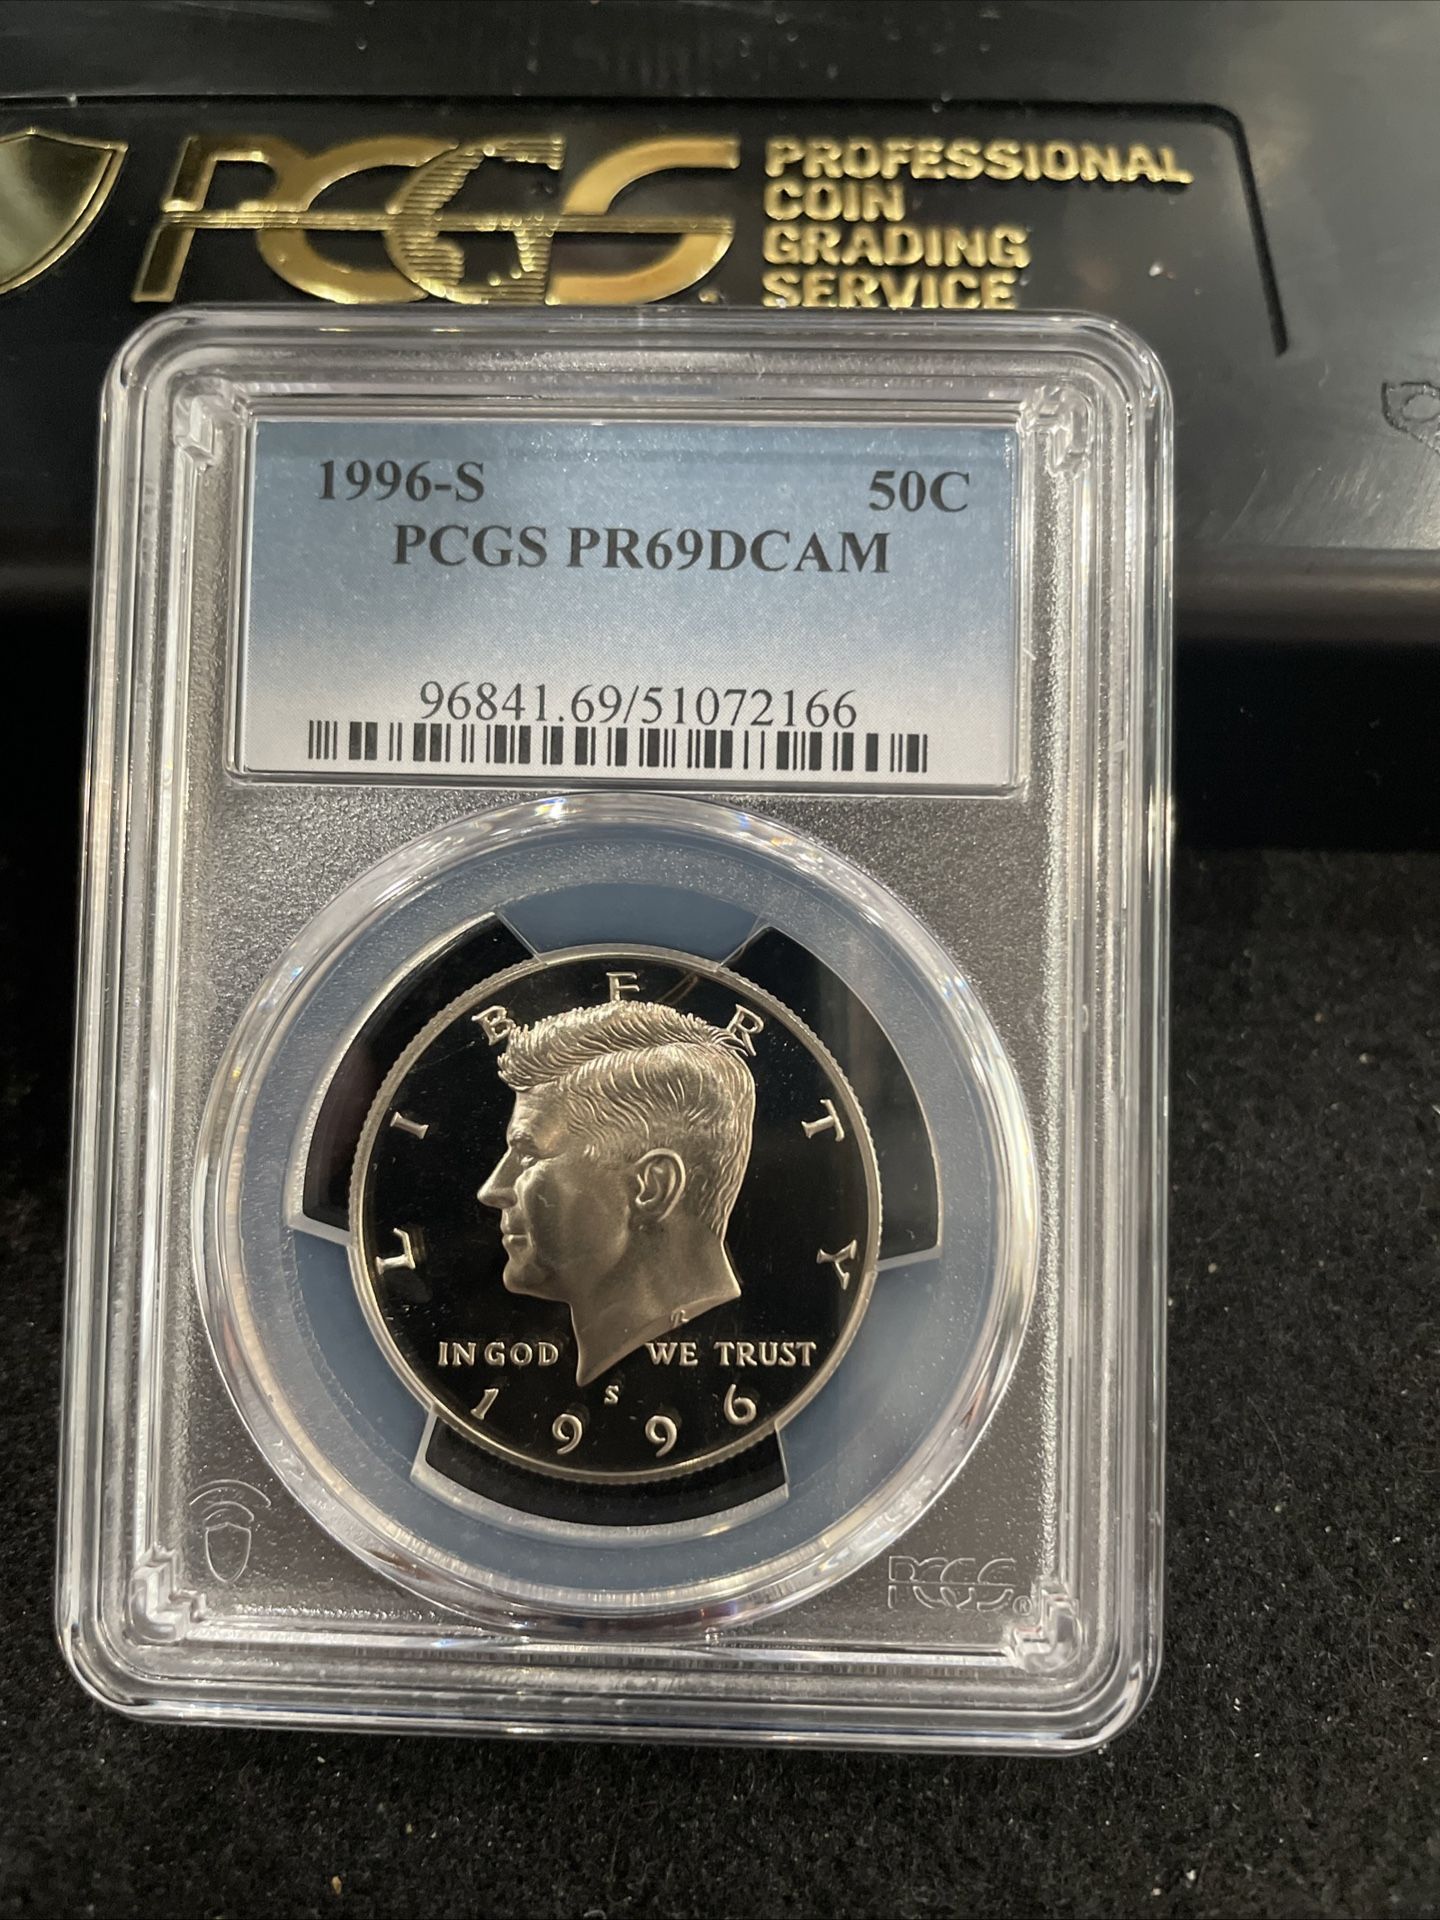 PCGS
PROFESSIONAL
COIN
GRADING
SERVICE
1996-S 50C
PCGS PR69DCAM
96841.69/51072166
LIBERTY
IN GOD WE TRUST
S
1996
PCGS®